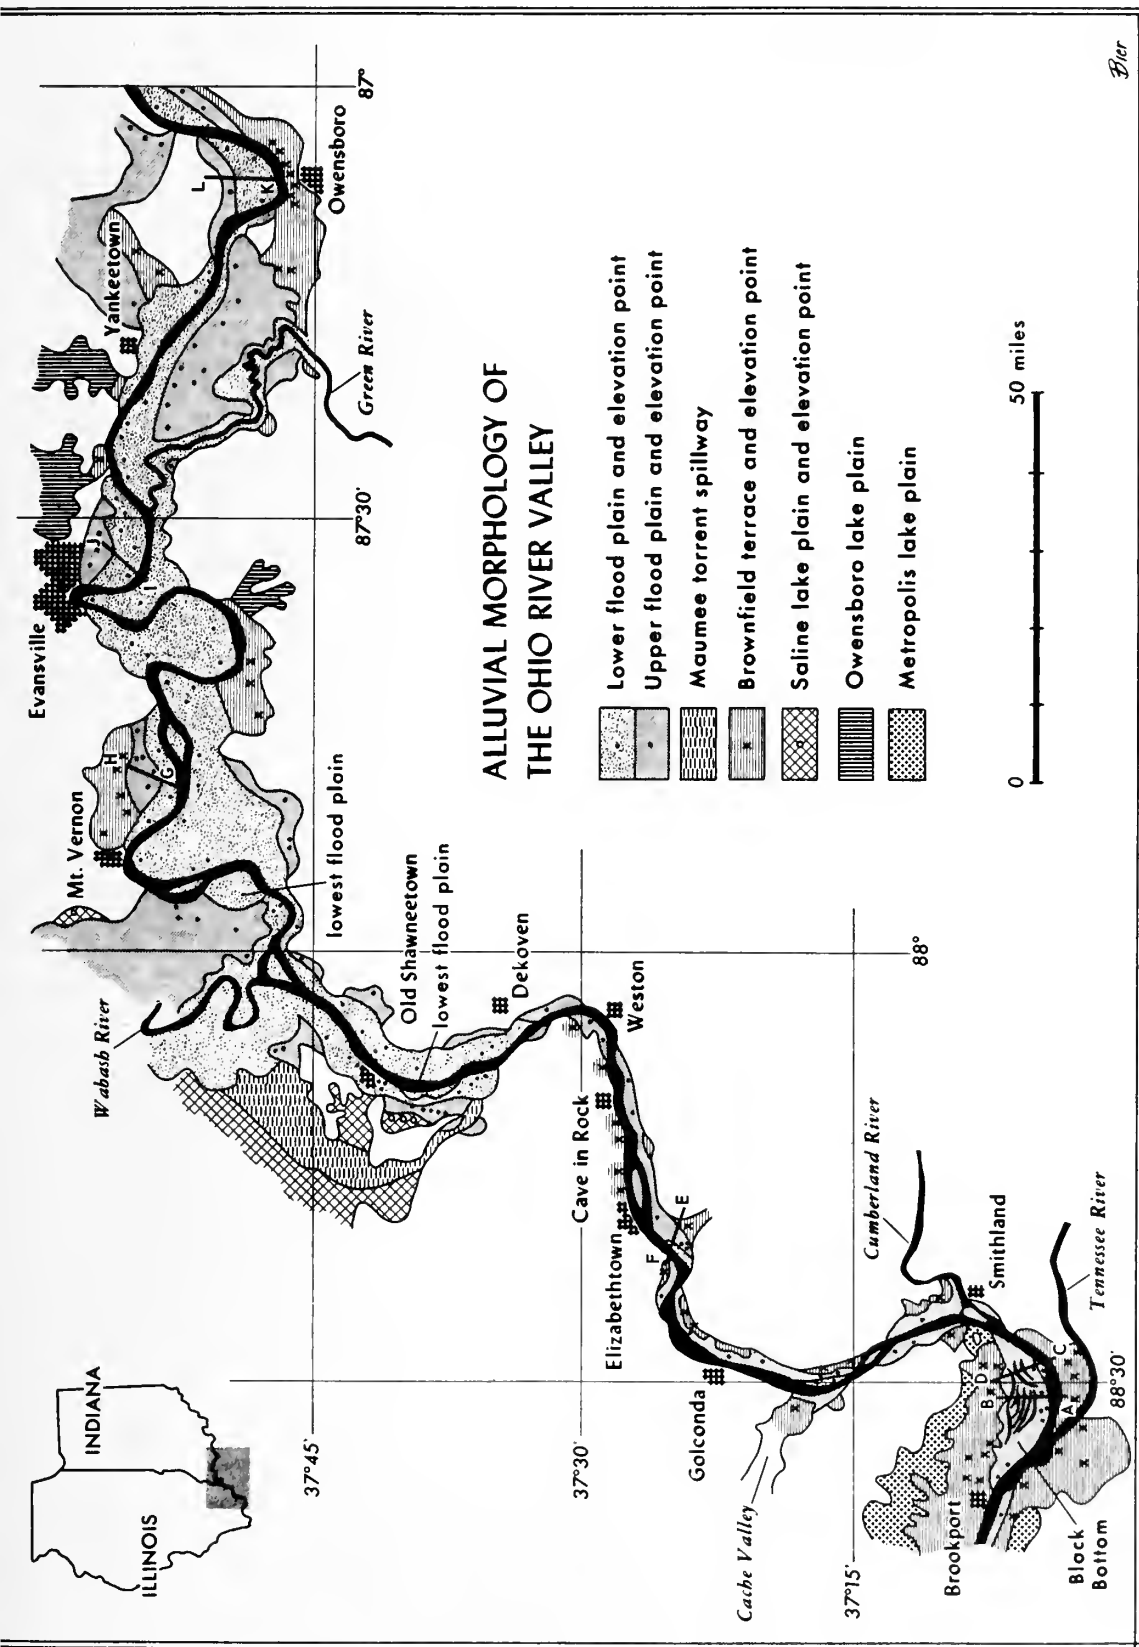 ALLUVIAL MORPHOLOGY OF
THE OHIO RIVER VALLEY
Lower flood plain and elevation point
Upper flood plain and elevation point
Maumee torrent spillway
Brownfield terrace and elevation point
Saline lake plain and elevation point
Owensboro lake plain
Metropolis lake plain
0
50 miles
INDIANA
ILLINOIS
Evansville
Mt. Vernon
Yankeetown
Owensboro
Green River
Wabash River
lowest flood plain
Old Shawneetown
lowest flood plain
Dekoven
Weston
Cave in Rock
Elizabethtown
Golconda
Cache Valley
Cumberland River
Smithland
Tennessee River
Brookport
Black
Bottom
A
B
C
D
E
F
G
H
I
J
K
L
87°
87°30'
88°
88°30'
37°45'
37°30'
37°15'
Bier